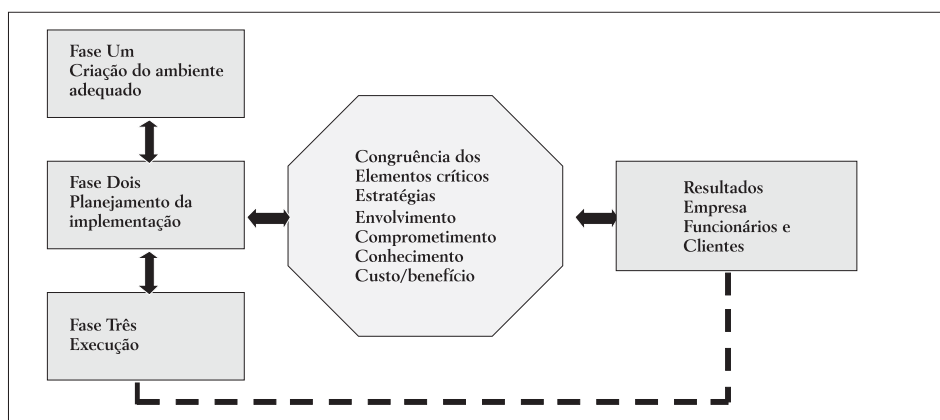 Fase Um
Criação do ambiente
adequado
Fase Dois
Planejamento da
implementação
Fase Três
Execução
Congruência dos
Elementos críticos
Estratégias
Envolvimento
Comprometimento
Conhecimento
Custo/benefício
Resultados
Empresa
Funcionários e
Clientes